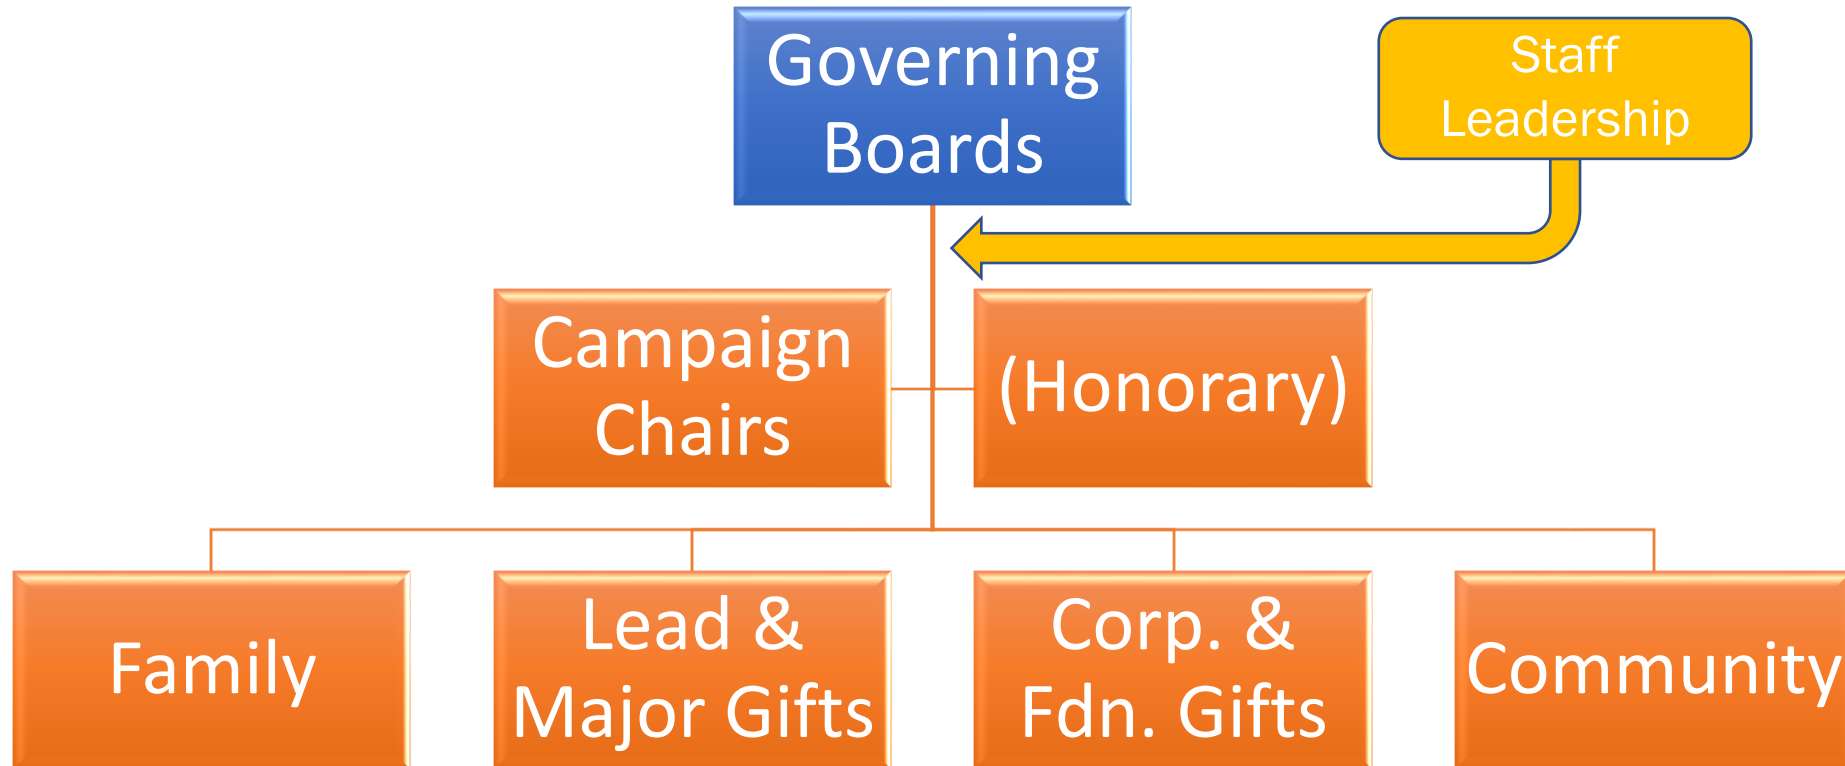 Governing
Boards
Staff
Leadership
Campaign
Chairs
(Honorary)
Family
Lead &
Major Gifts
Corp. &
Fdn. Gifts
Community